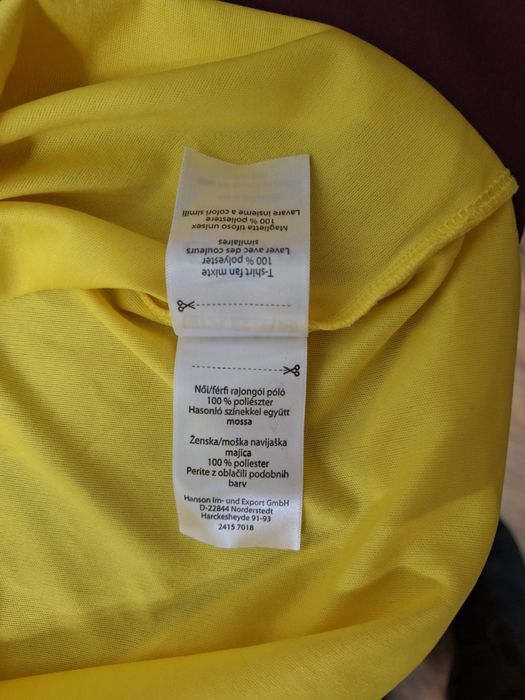 T-shirt fan mixte
100 % polyester
Laver avec des couleurs
similaires
Maglietta tifoso unisex
100 % poliestere
Lavare insieme a colori simili
Női/férfi rajongói póló
100 % poliészter
Hasonló színekkel együtt
mossa
Ženska/moška navijaška
majica
100 % poliester
Perite z oblačili podobnih
barv
Hanson Im- und Export GmbH
D-22844 Norderstedt
Harckesheyde 91-93
2415 7018